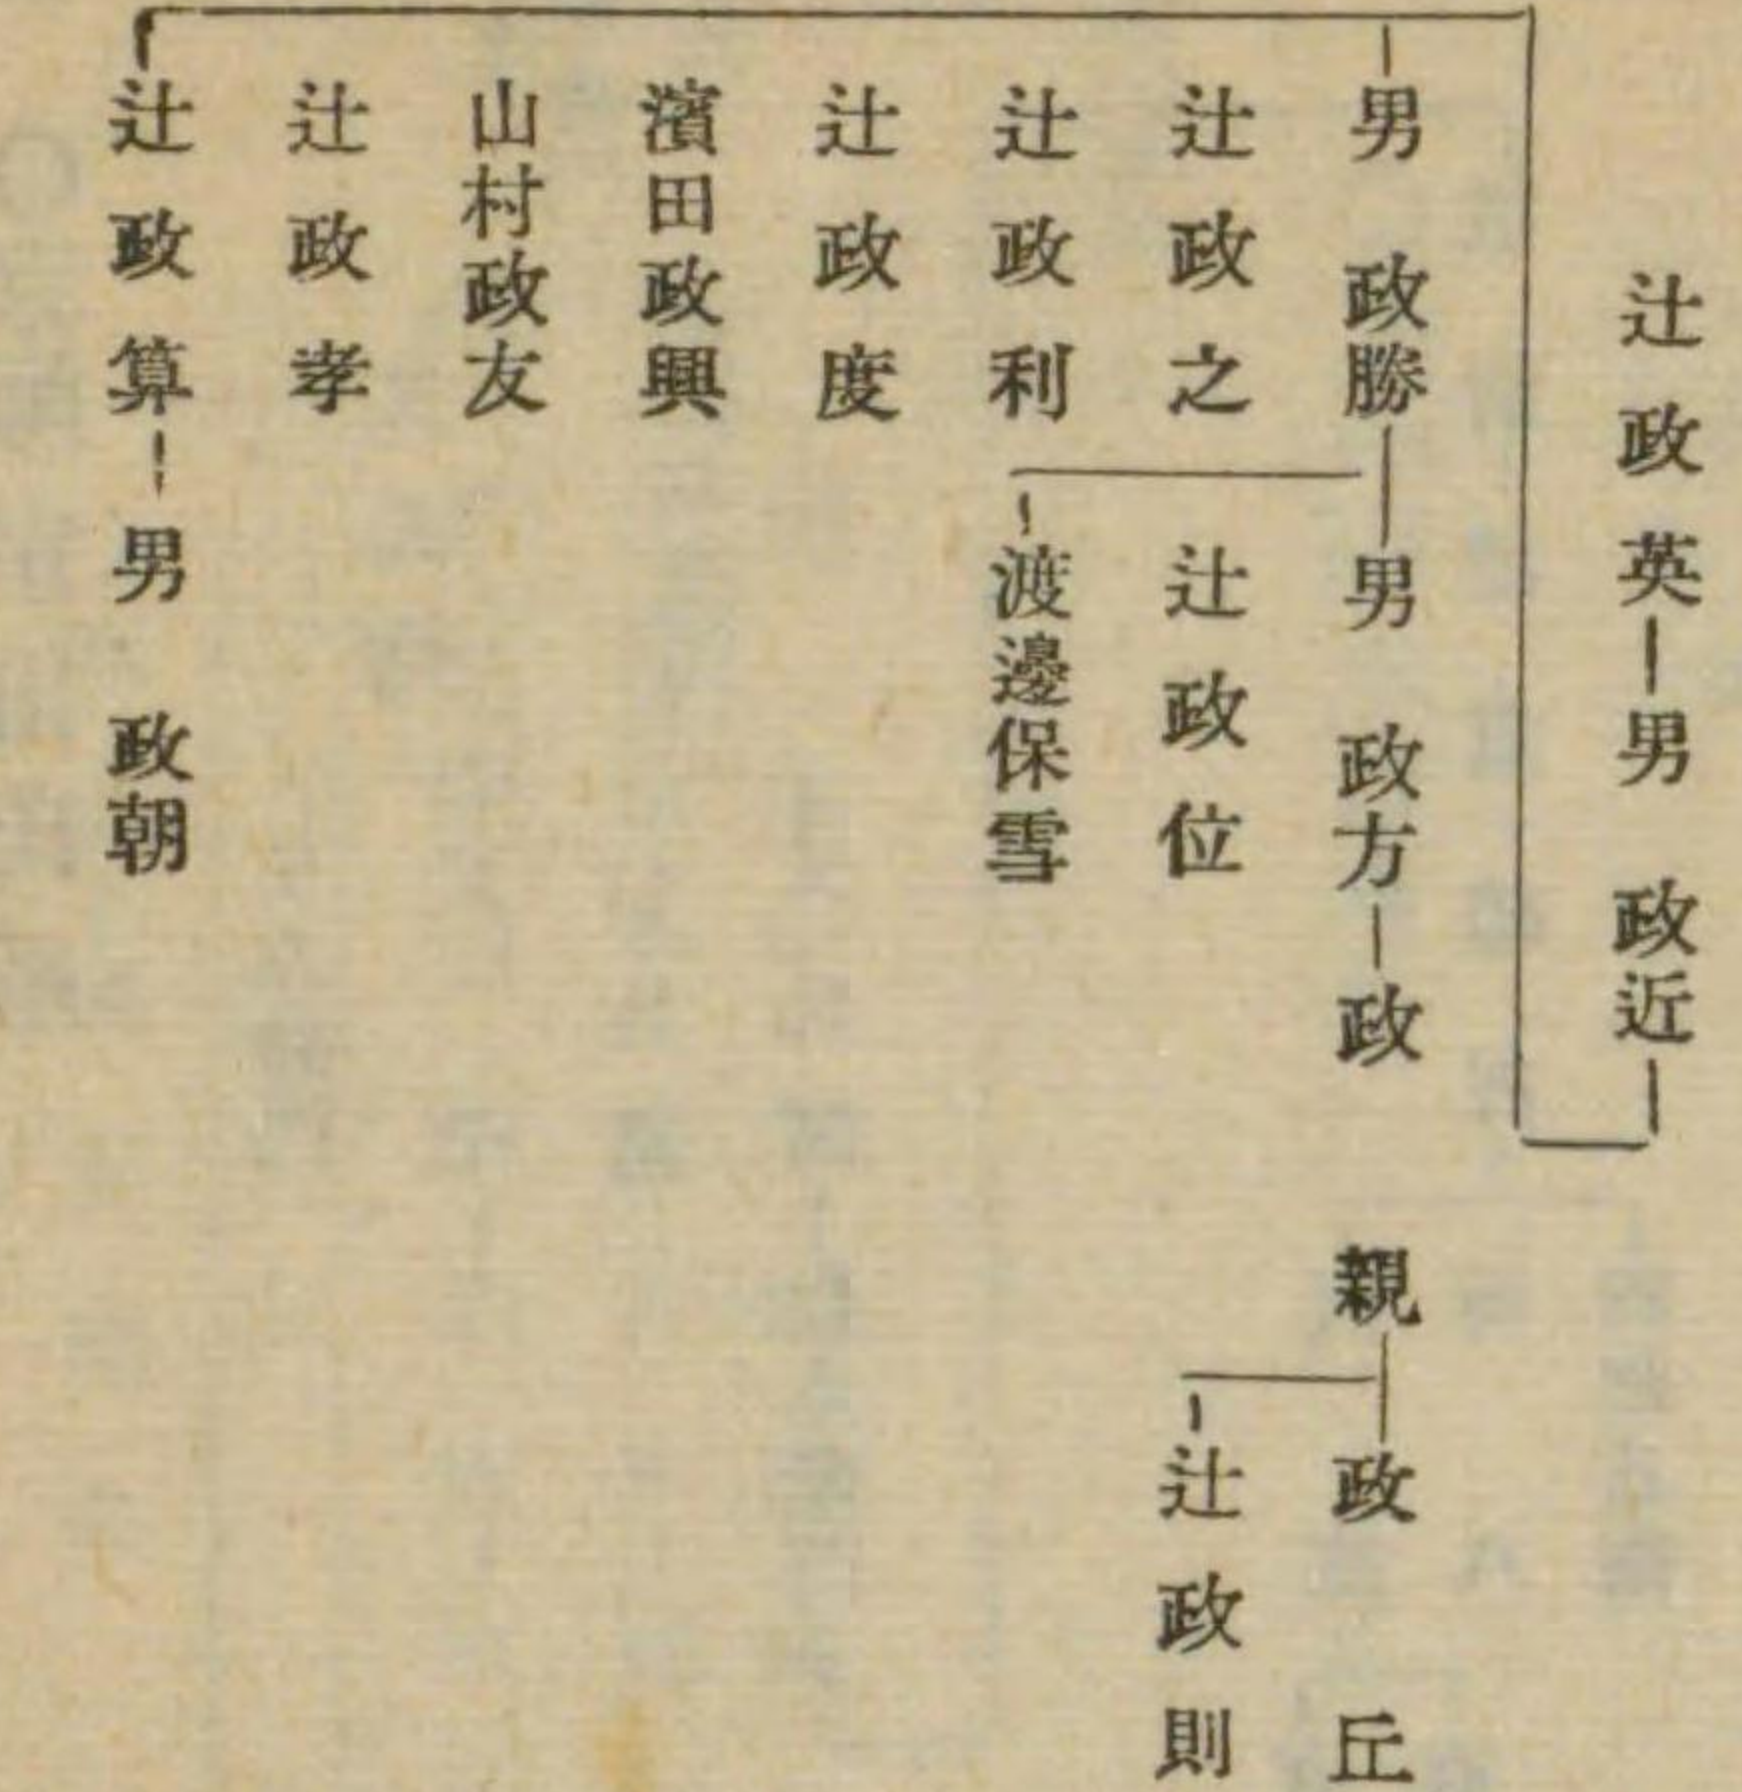 辻政英―男 政近
男 政勝―男 政方―政親―政丘
辻政之
辻政位
辻政則
辻政利
渡邊保雪
辻政度
濱田政興
山村政友
辻政孝
辻政算―男 政朝